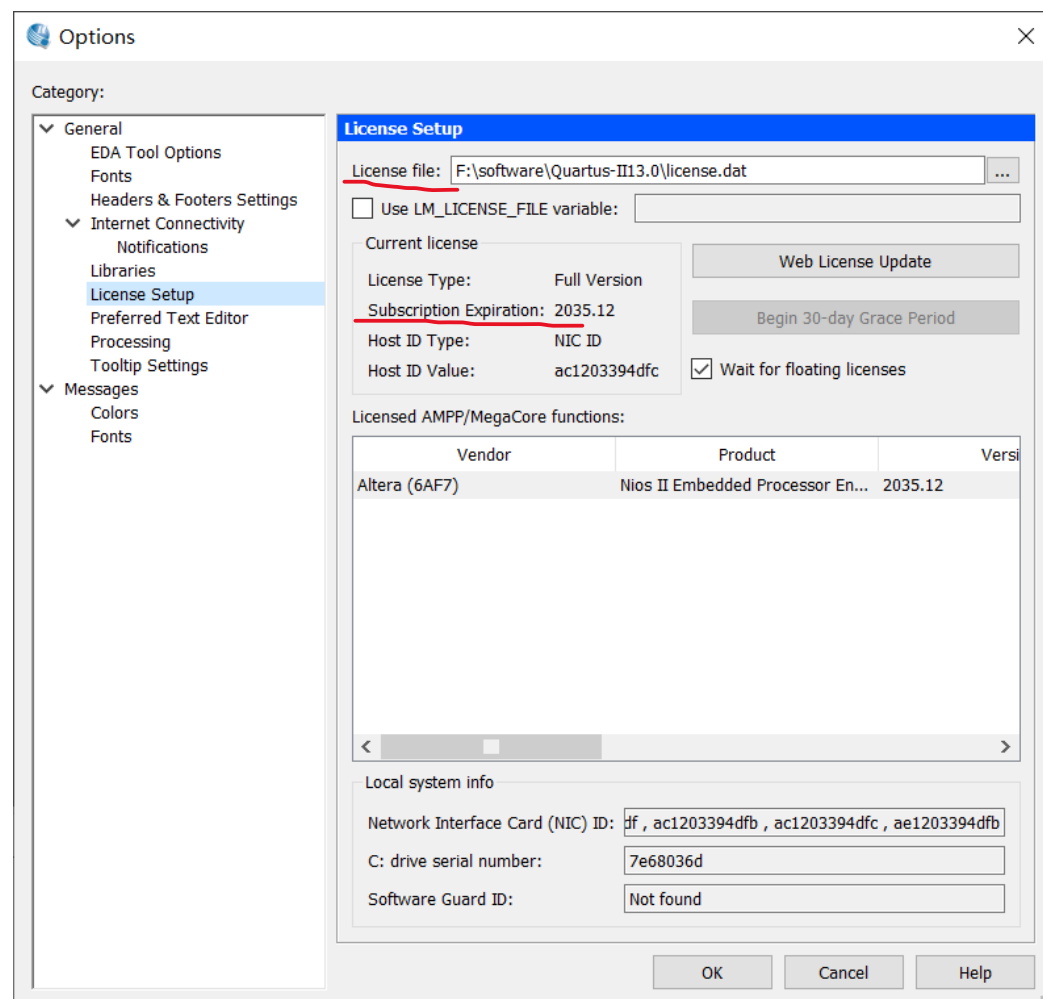 Options
Category:
General
EDA Tool Options
Fonts
Headers & Footers Settings
Internet Connectivity
Notifications
Libraries
License Setup
Preferred Text Editor
Processing
Tooltip Settings
Messages
Colors
Fonts
License Setup
License file: F:\software\Quartus-II13.0\license.dat ...
Use LM_LICENSE_FILE variable:
Current license
License Type: Full Version
Subscription Expiration: 2035.12
Host ID Type: NIC ID
Host ID Value: ac1203394dfc
Web License Update
Begin 30-day Grace Period
Wait for floating licenses
Licensed AMPP/MegaCore functions:
Vendor Product Versi
Altera (6AF7) Nios II Embedded Processor En... 2035.12
Local system info
Network Interface Card (NIC) ID: df , ac1203394dfb , ac1203394dfc , ae1203394dfb
C: drive serial number: 7e68036d
Software Guard ID: Not found
OK Cancel Help